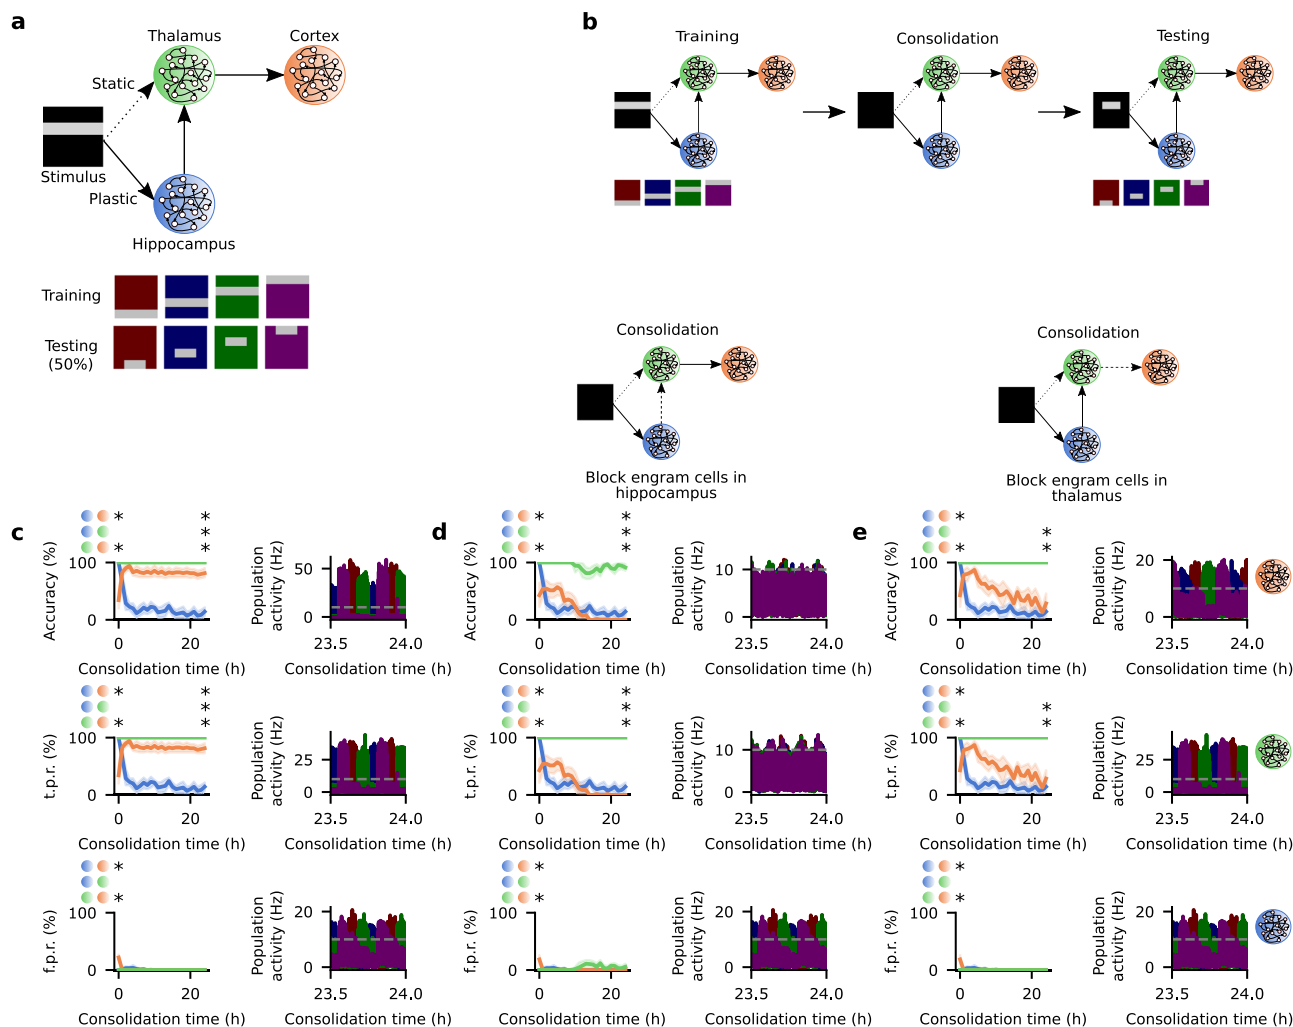 a
Thalamus
Cortex
Static
Stimulus
Plastic
Hippocampus
Training
Testing
(50%)
b
Training
Consolidation
Testing
Consolidation
Block engram cells in
hippocampus
Consolidation
Block engram cells in
thalamus
c
* *
*
* *
Accuracy (%)
100
0
0 20
Consolidation time (h)
Population
activity (Hz)
50
0
23.5 24.0
Consolidation time (h)
* *
*
* *
t.p.r. (%)
100
0
0 20
Consolidation time (h)
Population
activity (Hz)
25
0
23.5 24.0
Consolidation time (h)
*
*
f.p.r. (%)
100
0
0 20
Consolidation time (h)
Population
activity (Hz)
20
0
23.5 24.0
Consolidation time (h)
d
* *
*
* *
Accuracy (%)
100
0
0 20
Consolidation time (h)
Population
activity (Hz)
10
0
23.5 24.0
Consolidation time (h)
* *
*
* *
t.p.r. (%)
100
0
0 20
Consolidation time (h)
Population
activity (Hz)
10
0
23.5 24.0
Consolidation time (h)
*
*
f.p.r. (%)
100
0
0 20
Consolidation time (h)
Population
activity (Hz)
20
0
23.5 24.0
Consolidation time (h)
e
*
*
* *
Accuracy (%)
100
0
0 20
Consolidation time (h)
Population
activity (Hz)
20
0
23.5 24.0
Consolidation time (h)
*
*
* *
t.p.r. (%)
100
0
0 20
Consolidation time (h)
Population
activity (Hz)
25
0
23.5 24.0
Consolidation time (h)
*
*
f.p.r. (%)
100
0
0 20
Consolidation time (h)
Population
activity (Hz)
20
0
23.5 24.0
Consolidation time (h)